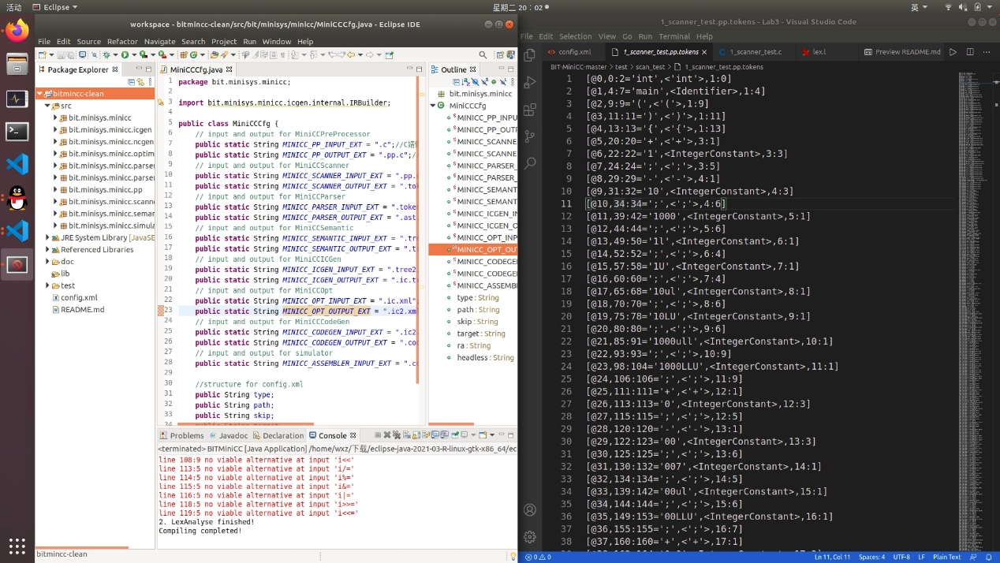 活动
Eclipse
星期二 20：02
英
workspace - bitmincc-clean/src/bit/minisys/minicc/MiniCCCfg.java - Eclipse IDE
File Edit Source Refactor Navigate Search Project Run Window Help
Package Explorer
bitmincc-clean
src
bit.minisys.minicc
bit.minisys.minicc.icgen
bit.minisys.minicc.ncgen
bit.minisys.minicc.optim
bit.minisys.minicc.parser
bit.minisys.minicc.parser
bit.minisys.minicc.pp
bit.minisys.minicc.scanne
bit.minisys.minicc.semar
bit.minisys.minicc.simula
JRE System Library [JavaSE
Referenced Libraries
doc
lib
test
config.xml
README.md
MiniCCCfg.java
1 package bit.minisys.minicc;
2
3 import bit.minisys.minicc.icgen.internal.IRBuilder;
4
5 public class MiniCCCfg {
6 // input and output for MiniCCPreProcessor
7 public static String MINICC_PP_INPUT_EXT = ".c";//C
8 public static String MINICC_PP_OUTPUT_EXT = ".pp.c";/
9 // input and output for MiniCCScanner
10 public static String MINICC_SCANNER_INPUT_EXT = ".pp.
11 public static String MINICC_SCANNER_OUTPUT_EXT = ".to
12 // input and output for MiniCCParser
13 public static String MINICC_PARSER_INPUT_EXT = ".toke
14 public static String MINICC_PARSER_OUTPUT_EXT = ".ast
15 // input and output for MiniCCSemantic
16 public static String MINICC_SEMANTIC_INPUT_EXT = ".tr
17 public static String MINICC_SEMANTIC_OUTPUT_EXT = ".t
18 // input and output for MiniCCICGen
19 public static String MINICC_ICGEN_INPUT_EXT = ".tree2
20 public static String MINICC_ICGEN_OUTPUT_EXT = ".ic.t
21 // input and output for MiniCCOpt
22 public static String MINICC_OPT_INPUT_EXT = ".ic.xml"
23 public static String MINICC_OPT_OUTPUT_EXT = ".ic2.xm
24 // input and output for MiniCCCodeGen
25 public static String MINICC_CODEGEN_INPUT_EXT = ".ic2
26 public static String MINICC_CODEGEN_OUTPUT_EXT = ".co
27 // input and output for simulator
28 public static String MINICC_ASSEMBLER_INPUT_EXT = ".c
29
30 //structure for config.xml
31 public String type;
32 public String path;
33 public String skip;
Outline
bit.minisys.minicc
MiniCCCfg
MINICC_PP_INPU
MINICC_PP_OUTP
MINICC_SCANNE
MINICC_SCANNE
MINICC_PARSER_
MINICC_PARSER_
MINICC_SEMANT
MINICC_SEMANT
MINICC_ICGEN_IN
MINICC_ICGEN_O
MINICC_OPT_INP
MINICC_OPT_OU
MINICC_CODEGE
MINICC_CODEGE
MINICC_ASSEMB
type : String
path : String
skip : String
target : String
ra : String
headless : String
Problems Javadoc Declaration Console
<terminated> BITMiniCC [Java Application] /home/wxz/下载/eclipse-java-2021-03-R-linux-gtk-x86_64/ec
line 108:9 no viable alternative at input 'i<<'
line 113:5 no viable alternative at input 'i/='
line 114:5 no viable alternative at input 'i%='
line 115:5 no viable alternative at input 'i&='
line 116:5 no viable alternative at input 'i|='
line 118:5 no viable alternative at input 'i>>='
line 119:5 no viable alternative at input 'i<<='
2. LexAnalyse finished!
Compiling completed!
bitmincc-clean
1_scanner_test.pp.tokens - Lab3 - Visual Studio Code
File Edit Selection View Go Run Terminal Help
config.xml
1_scanner_test.pp.tokens
1_scanner_test.c
lex.l
Preview README.md
BIT-MiniCC-master > test > scan_test > 1_scanner_test.pp.tokens
1 [@0,0:2='int',<'int'>,1:0]
2 [@1,4:7='main',<Identifier>,1:4]
3 [@2,9:9='(',<'('>,1:9]
4 [@3,11:11=')',<')'>,1:11]
5 [@4,13:13='{',<'{'>,1:13]
6 [@5,20:20='+',<'+'>,3:1]
7 [@6,22:22='1',<IntegerConstant>,3:3]
8 [@7,24:24=';',<';'>,3:5]
9 [@8,29:29='-',<'-'>,4:1]
10 [@9,31:32='10',<IntegerConstant>,4:3]
11 [@10,34:34=';',<';'>,4:6]
12 [@11,39:42='1000',<IntegerConstant>,5:1]
13 [@12,44:44=';',<';'>,5:6]
14 [@13,49:50='1l',<IntegerConstant>,6:1]
15 [@14,52:52=';',<';'>,6:4]
16 [@15,57:58='1U',<IntegerConstant>,7:1]
17 [@16,60:60=';',<';'>,7:4]
18 [@17,65:68='10ul',<IntegerConstant>,8:1]
19 [@18,70:70=';',<';'>,8:6]
20 [@19,75:78='10LU',<IntegerConstant>,9:1]
21 [@20,80:80=';',<';'>,9:6]
22 [@21,85:91='1000ull',<IntegerConstant>,10:1]
23 [@22,93:93=';',<';'>,10:9]
24 [@23,98:104='1000LLU',<IntegerConstant>,11:1]
25 [@24,106:106=';',<';'>,11:9]
26 [@25,111:111='+',<'+'>,12:1]
27 [@26,113:113='0',<IntegerConstant>,12:3]
28 [@27,115:115=';',<';'>,12:5]
29 [@28,120:120='-',<'-'>,13:1]
30 [@29,122:123='00',<IntegerConstant>,13:3]
31 [@30,125:125=';',<';'>,13:6]
32 [@31,130:132='007',<IntegerConstant>,14:1]
33 [@32,134:134=';',<';'>,14:5]
34 [@33,139:142='00ul',<IntegerConstant>,15:1]
35 [@34,144:144=';',<';'>,15:6]
36 [@35,149:153='00LLU',<IntegerConstant>,16:1]
37 [@36,155:155=';',<';'>,16:7]
38 [@37,160:160='+',<'+'>,17:1]
0 0 Ln 11, Col 11 Spaces: 4 UTF-8 LF Plain Text